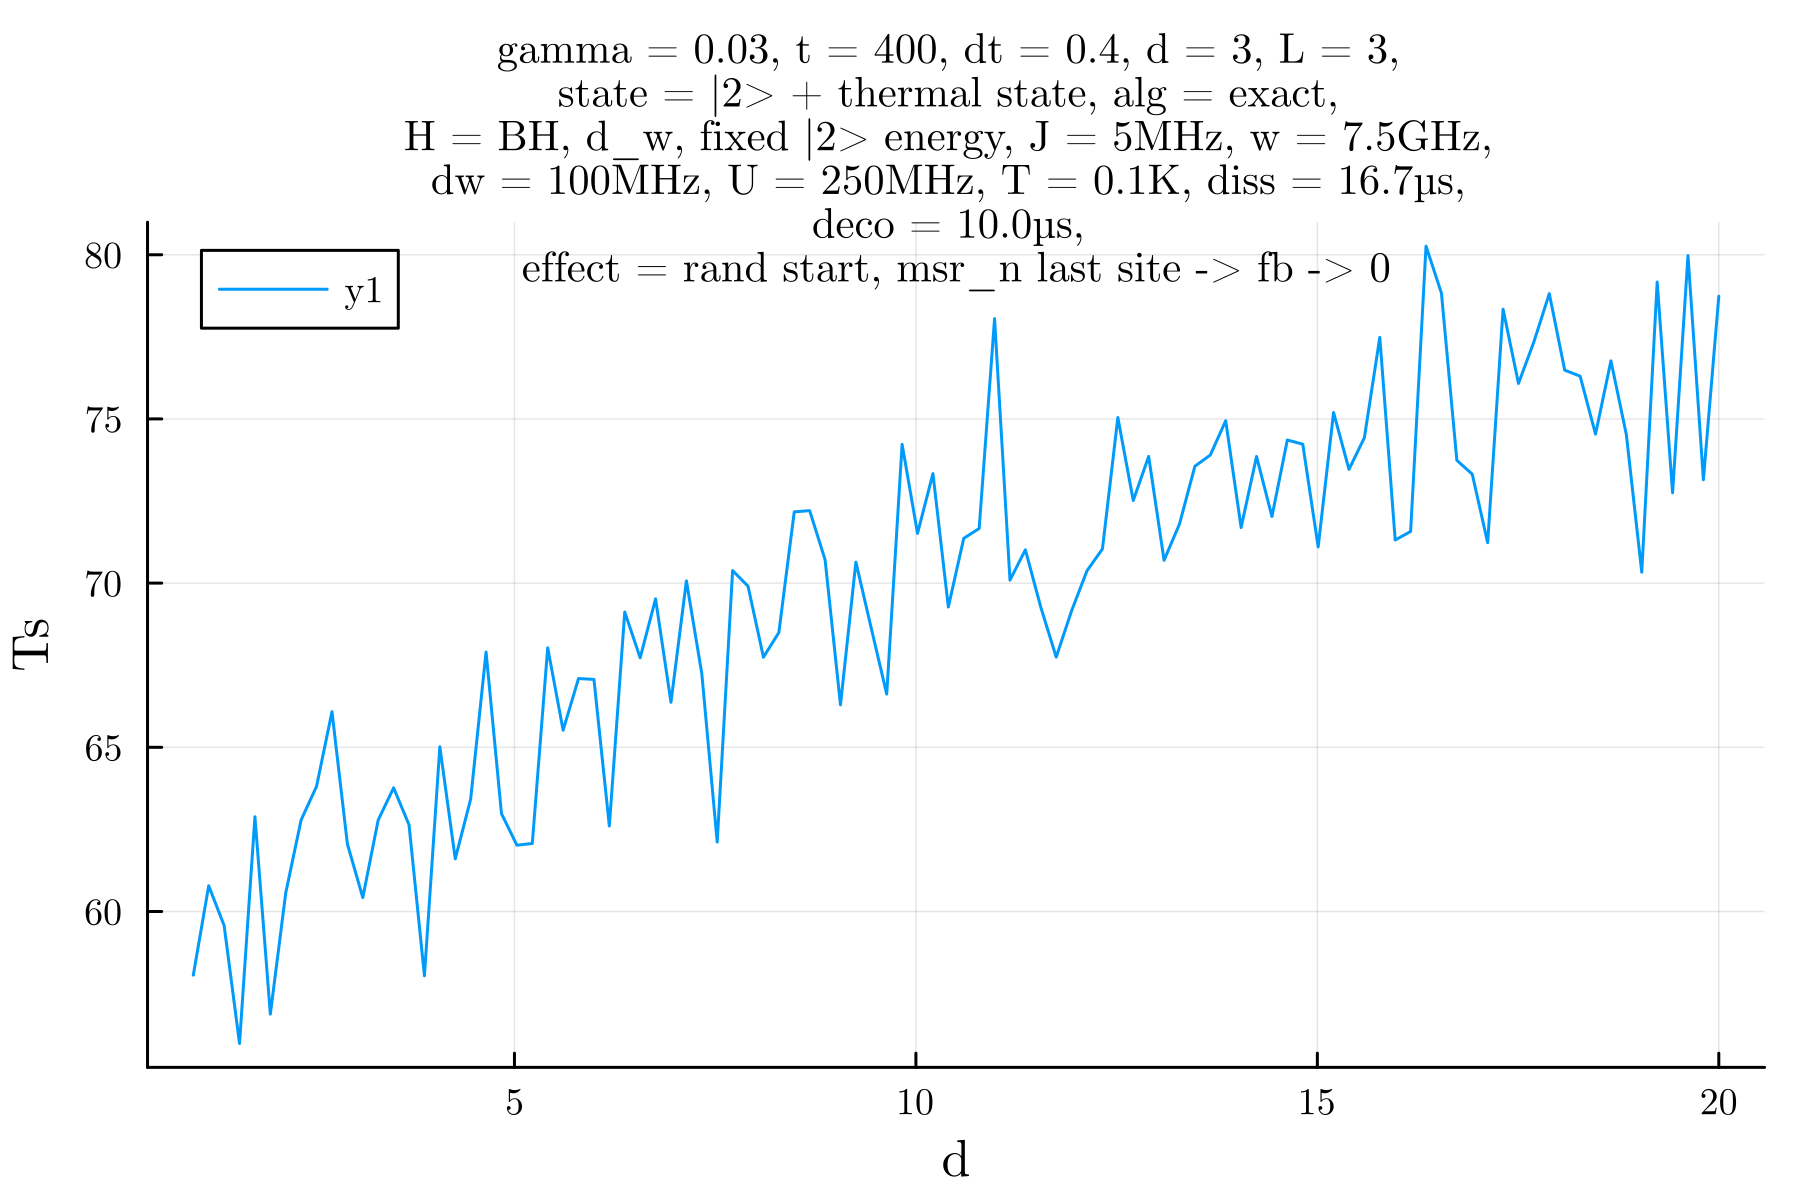 gamma = 0.03, t = 400, dt = 0.4, d = 3, L = 3,
state = |2> + thermal state, alg = exact,
H = BH, d_w, fixed |2> energy, J = 5MHz, w = 7.5GHz,
dw = 100MHz, U = 250MHz, T = 0.1K, diss = 16.7µs,
deco = 10.0µs,
effect = rand start, msr_n last site -> fb -> 0
y1
80
75
70
65
60
Ts
5
10
15
20
d